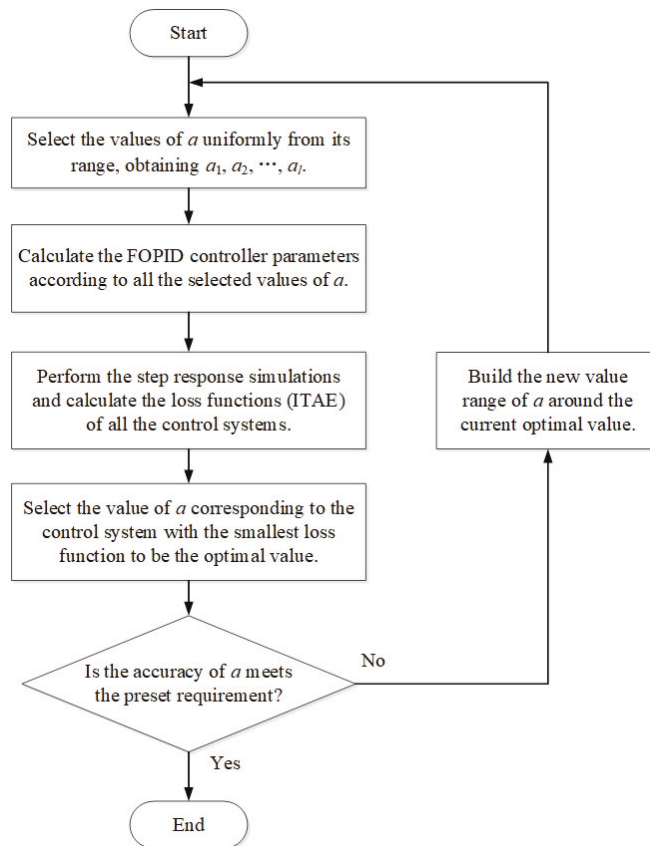 Start
Select the values of a uniformly from its
range, obtaining a₁, a₂, ⋯, aₗ.
Calculate the FOPID controller parameters
according to all the selected values of a.
Perform the step response simulations
and calculate the loss functions (ITAE)
of all the control systems.
Select the value of a corresponding to the
control system with the smallest loss
function to be the optimal value.
Is the accuracy of a meets
the preset requirement?
No
Build the new value
range of a around the
current optimal value.
Yes
End